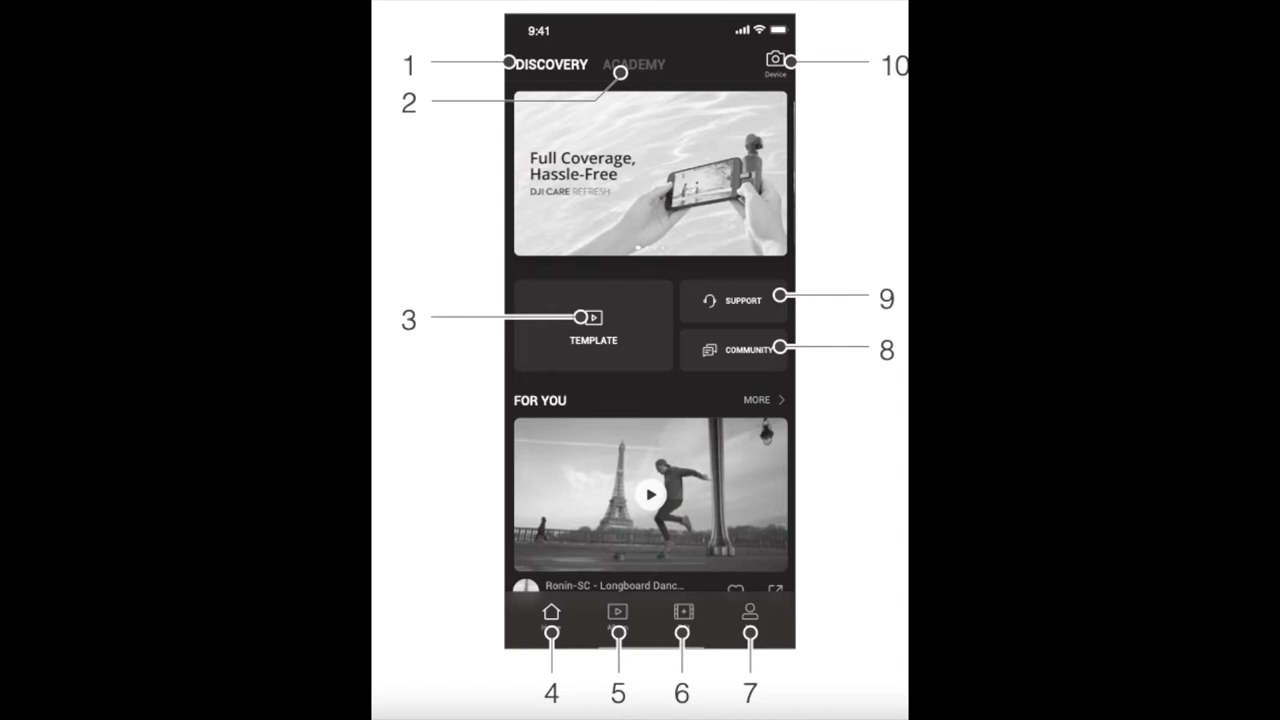 9:41
1
DISCOVERY ACADEMY
Device
10
2
Full Coverage,
Hassle-Free
DJI CARE REFRESH
SUPPORT
9
3
TEMPLATE
COMMUNITY
8
FOR YOU
MORE
Ronin-SC - Longboard Danc...
4
5
6
7